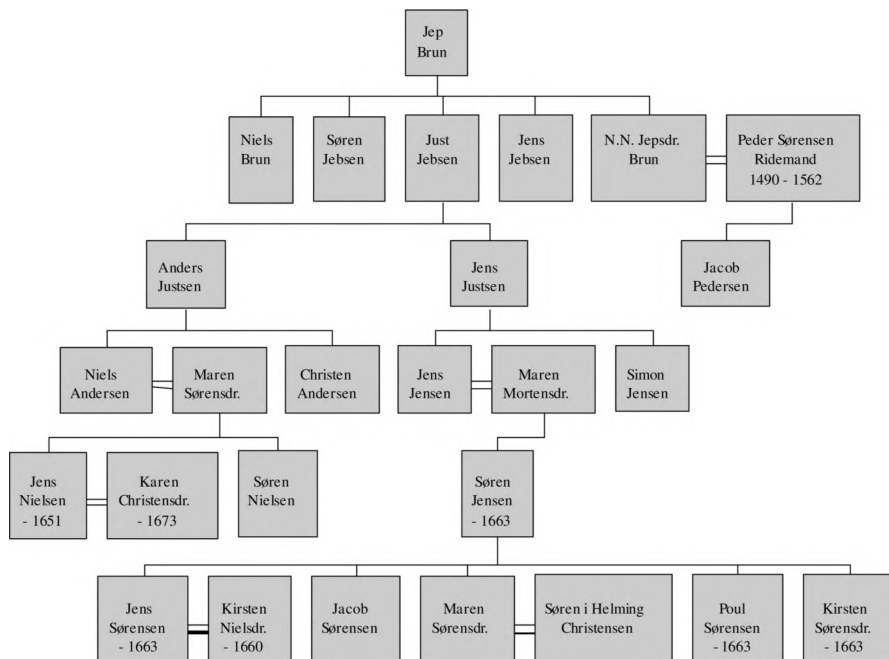 Jep
Brun
Niels
Brun
Søren
Jebsen
Just
Jebsen
Jens
Jebsen
N.N. Jepsdr.
Brun
Peder Sørensen
Ridemand
1490 - 1562
Anders
Justsen
Jens
Justsen
Jacob
Pedersen
Niels
Andersen
Maren
Sørensdr.
Christen
Andersen
Jens
Jensen
Maren
Mortensdr.
Simon
Jensen
Jens
Nielsen
- 1651
Karen
Christensdr.
- 1673
Søren
Nielsen
Søren
Jensen
- 1663
Jens
Sørensen
- 1663
Kirsten
Nielsdr.
- 1660
Jacob
Sørensen
Maren
Sørensdr.
Søren i Helming
Christensen
Poul
Sørensen
- 1663
Kirsten
Sørensdr.
- 1663